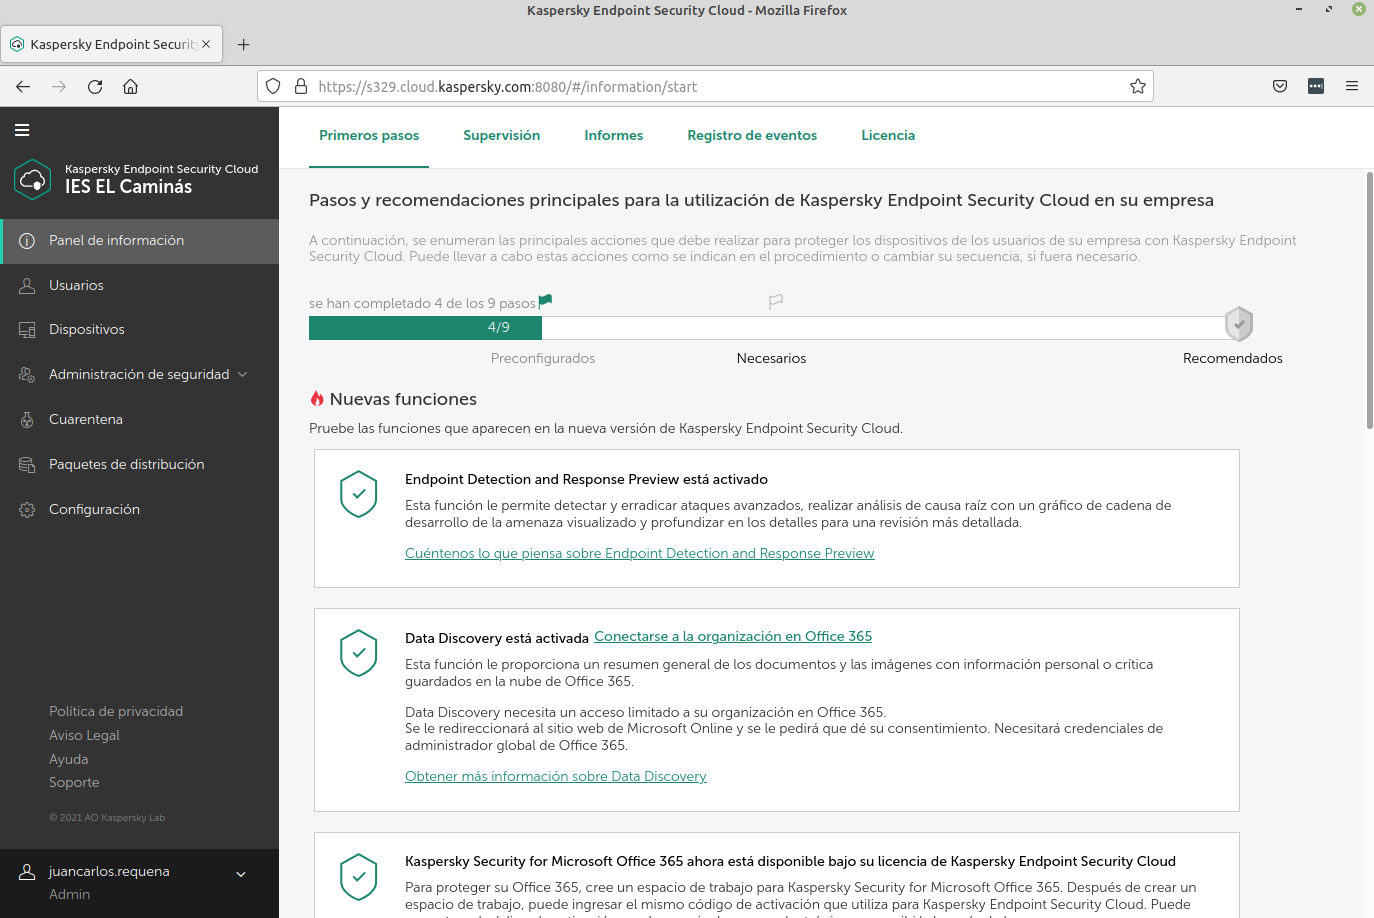 Kaspersky Endpoint Security Cloud - Mozilla Firefox
Kaspersky Endpoint Security
https://s329.cloud.kaspersky.com:8080/#/information/start
Kaspersky Endpoint Security Cloud
IES EL Caminás
Panel de información
Usuarios
Dispositivos
Administración de seguridad
Cuarentena
Paquetes de distribución
Configuración
Política de privacidad
Aviso Legal
Ayuda
Soporte
© 2021 AO Kaspersky Lab
juancarlos.requena
Admin
Primeros pasos
Supervisión
Informes
Registro de eventos
Licencia
Pasos y recomendaciones principales para la utilización de Kaspersky Endpoint Security Cloud en su empresa
A continuación, se enumeran las principales acciones que debe realizar para proteger los dispositivos de los usuarios de su empresa con Kaspersky Endpoint
Security Cloud. Puede llevar a cabo estas acciones como se indican en el procedimiento o cambiar su secuencia, si fuera necesario.
se han completado 4 de los 9 pasos
4/9
Preconfigurados
Necesarios
Recomendados
Nuevas funciones
Pruebe las funciones que aparecen en la nueva versión de Kaspersky Endpoint Security Cloud.
Endpoint Detection and Response Preview está activado
Esta función le permite detectar y erradicar ataques avanzados, realizar análisis de causa raíz con un gráfico de cadena de
desarrollo de la amenaza visualizado y profundizar en los detalles para una revisión más detallada.
Cuéntenos lo que piensa sobre Endpoint Detection and Response Preview
Data Discovery está activada Conectarse a la organización en Office 365
Esta función le proporciona un resumen general de los documentos y las imágenes con información personal o crítica
guardados en la nube de Office 365.
Data Discovery necesita un acceso limitado a su organización en Office 365.
Se le redireccionará al sitio web de Microsoft Online y se le pedirá que dé su consentimiento. Necesitará credenciales de
administrador global de Office 365.
Obtener más información sobre Data Discovery
Kaspersky Security for Microsoft Office 365 ahora está disponible bajo su licencia de Kaspersky Endpoint Security Cloud
Para proteger su Office 365, cree un espacio de trabajo para Kaspersky Security for Microsoft Office 365. Después de crear un
espacio de trabajo, puede ingresar el mismo código de activación que utiliza para Kaspersky Endpoint Security Cloud. Puede